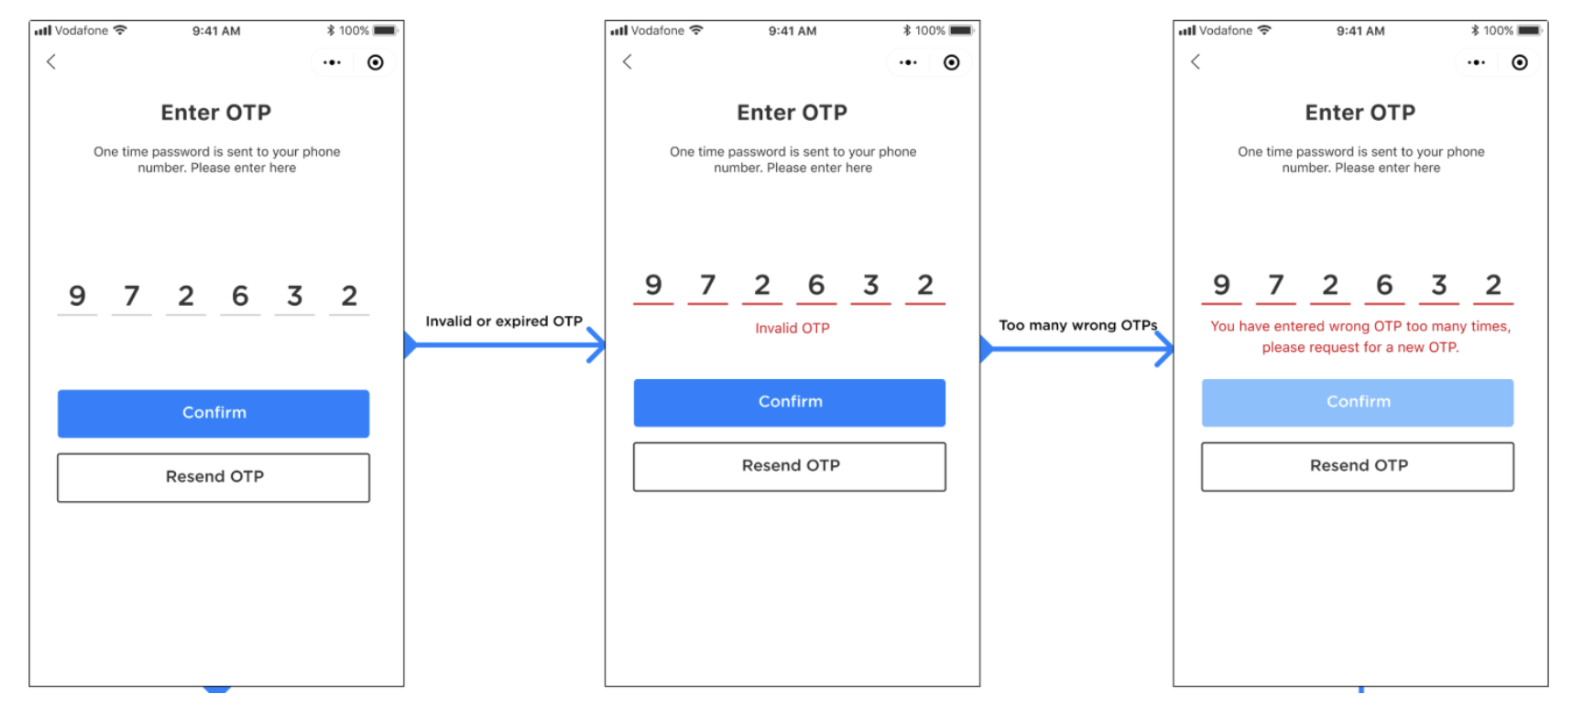 Vodafone 9:41 AM 100%
Enter OTP
One time password is sent to your phone
number. Please enter here
9 7 2 6 3 2
Confirm
Resend OTP
Invalid or expired OTP
Vodafone 9:41 AM 100%
Enter OTP
One time password is sent to your phone
number. Please enter here
9 7 2 6 3 2
Invalid OTP
Confirm
Resend OTP
Too many wrong OTPs
Vodafone 9:41 AM 100%
Enter OTP
One time password is sent to your phone
number. Please enter here
9 7 2 6 3 2
You have entered wrong OTP too many times,
please request for a new OTP.
Confirm
Resend OTP